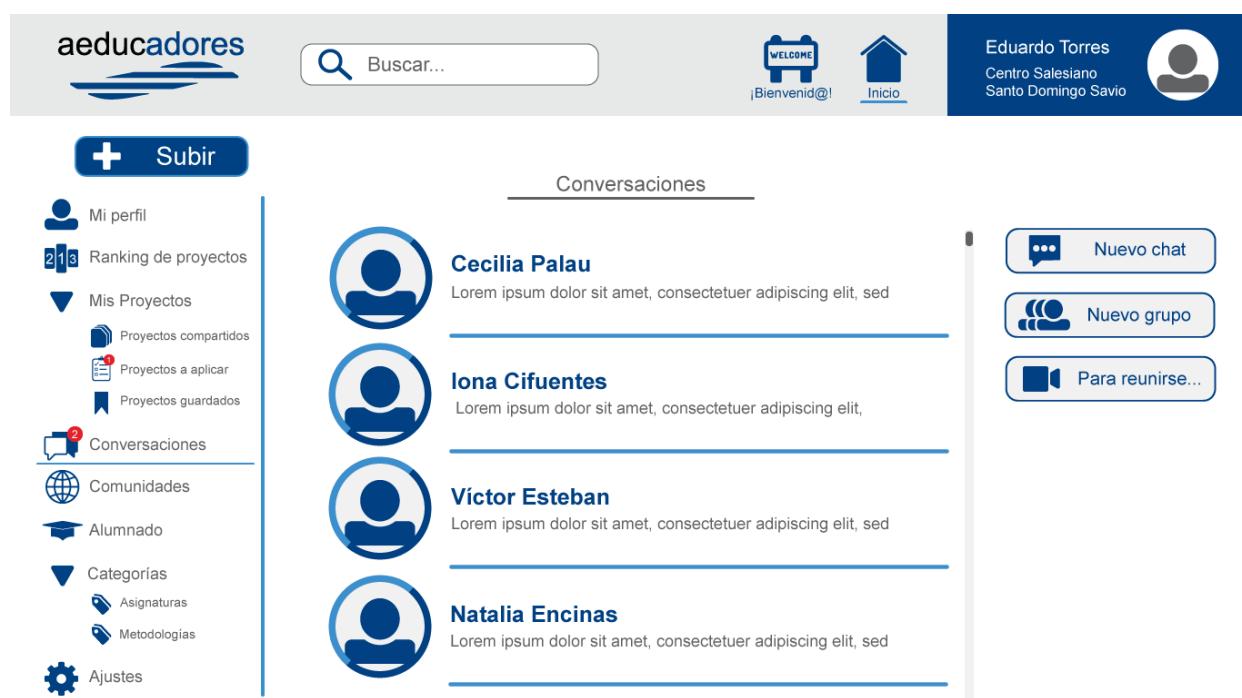 aeducadores
Buscar...
WELCOME
¡Bienvenid@!
Inicio
Eduardo Torres
Centro Salesiano
Santo Domingo Savio
Subir
Mi perfil
2 1 3
Ranking de proyectos
Mis Proyectos
Proyectos compartidos
1
Proyectos a aplicar
Proyectos guardados
2
Conversaciones
Comunidades
Alumnado
Categorías
Asignaturas
Metodologías
Ajustes
Conversaciones
Cecilia Palau
Lorem ipsum dolor sit amet, consectetuer adipiscing elit, sed
Iona Cifuentes
Lorem ipsum dolor sit amet, consectetuer adipiscing elit,
Víctor Esteban
Lorem ipsum dolor sit amet, consectetuer adipiscing elit, sed
Natalia Encinas
Lorem ipsum dolor sit amet, consectetuer adipiscing elit, sed
Nuevo chat
Nuevo grupo
Para reunirse...